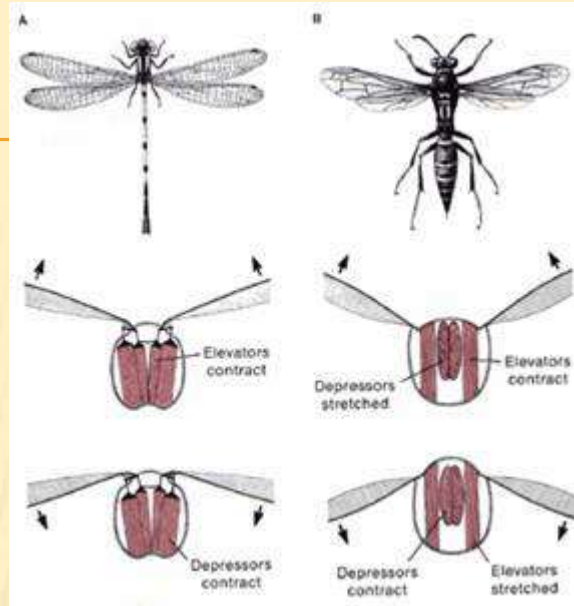 A
B
Elevators
contract
Depressors
stretched
Elevators
contract
Depressors
contract
Depressors
contract
Elevators
stretched